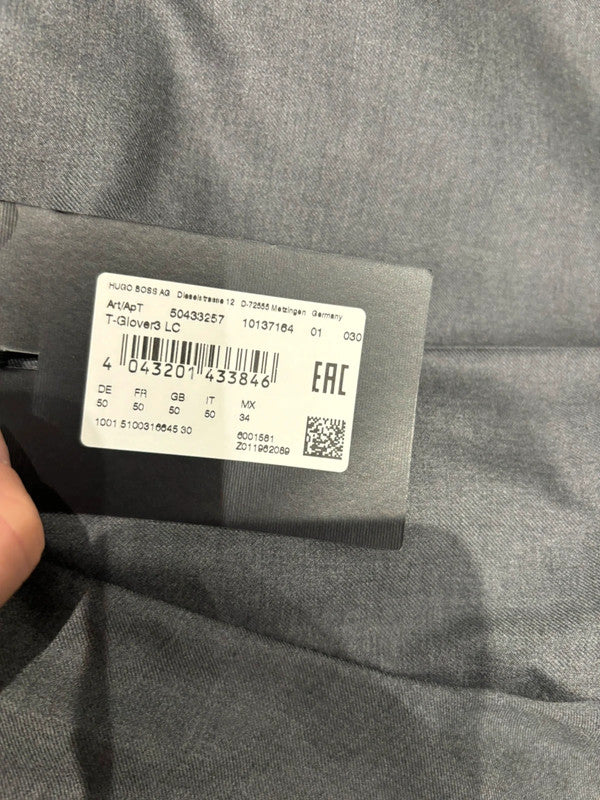 HUGO BOSS AG Dieselstrasse 12 D-72555 Metzingen Germany
Art/ApT 50433257 10137164 01 030
T-Glover3 LC
4 043201 433846
EAC
DE FR GB IT MX
50 50 50 50 34
1001 5100316645 30 6001581
Z011962089